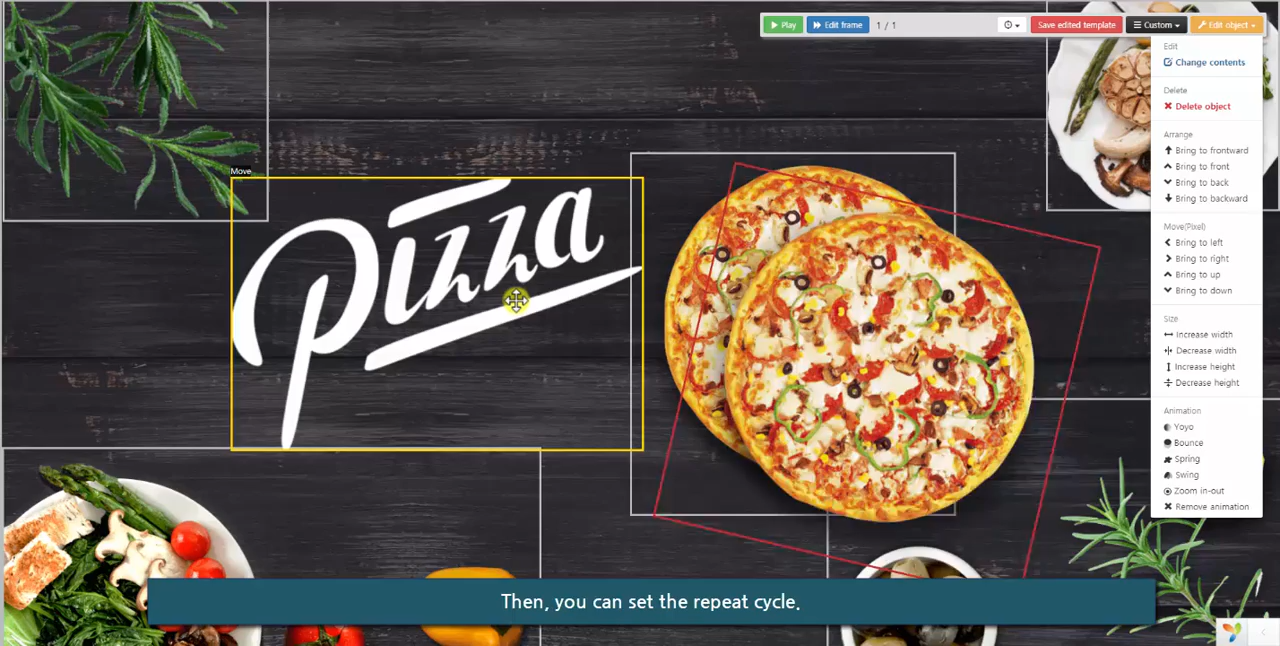 Play
Edit frame
1 / 1
Save edited template
Custom
Edit object
Edit
Change contents
Delete
Delete object
Arrange
Bring to frontward
Bring to front
Bring to back
Bring to backward
Move(Pixel)
Bring to left
Bring to right
Bring to up
Bring to down
Size
Increase width
Decrease width
Increase height
Decrease height
Animation
Yoyo
Bounce
Spring
Swing
Zoom in-out
Remove animation
Move
Pizza
Then, you can set the repeat cycle.